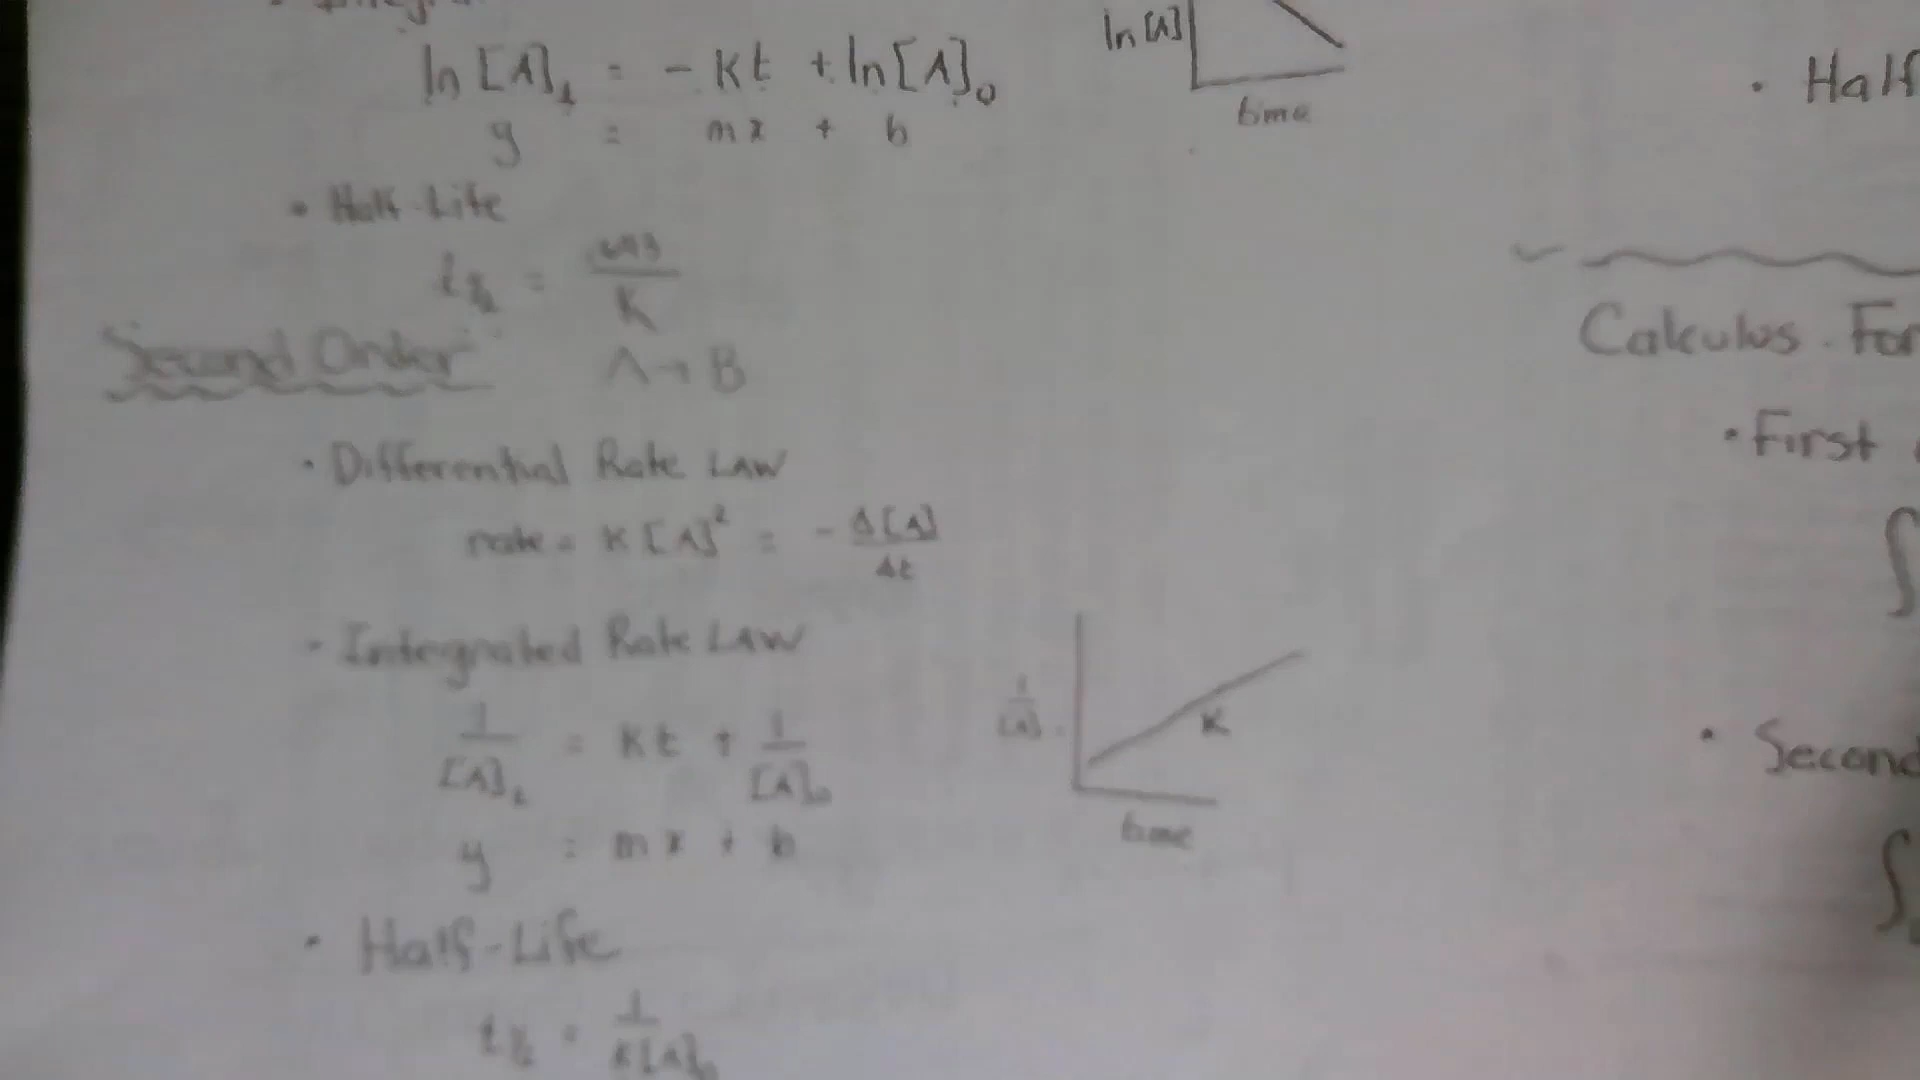 ln [A]t = - Kt + ln[A]0
y = mx + b
ln [A]
time
• Half-Life
t½ = .693/K
Second Order A → B
• Differential Rate LAW
rate = K [A]² = - Δ[A]/Δt
• Integrated Rate LAW
1/[A]t = Kt + 1/[A]0
y = mx + b
1/[A]
K
time
• Half-Life
t½ = 1/K[A]0
• Half
Calculus For
• First
∫
• Second
∫